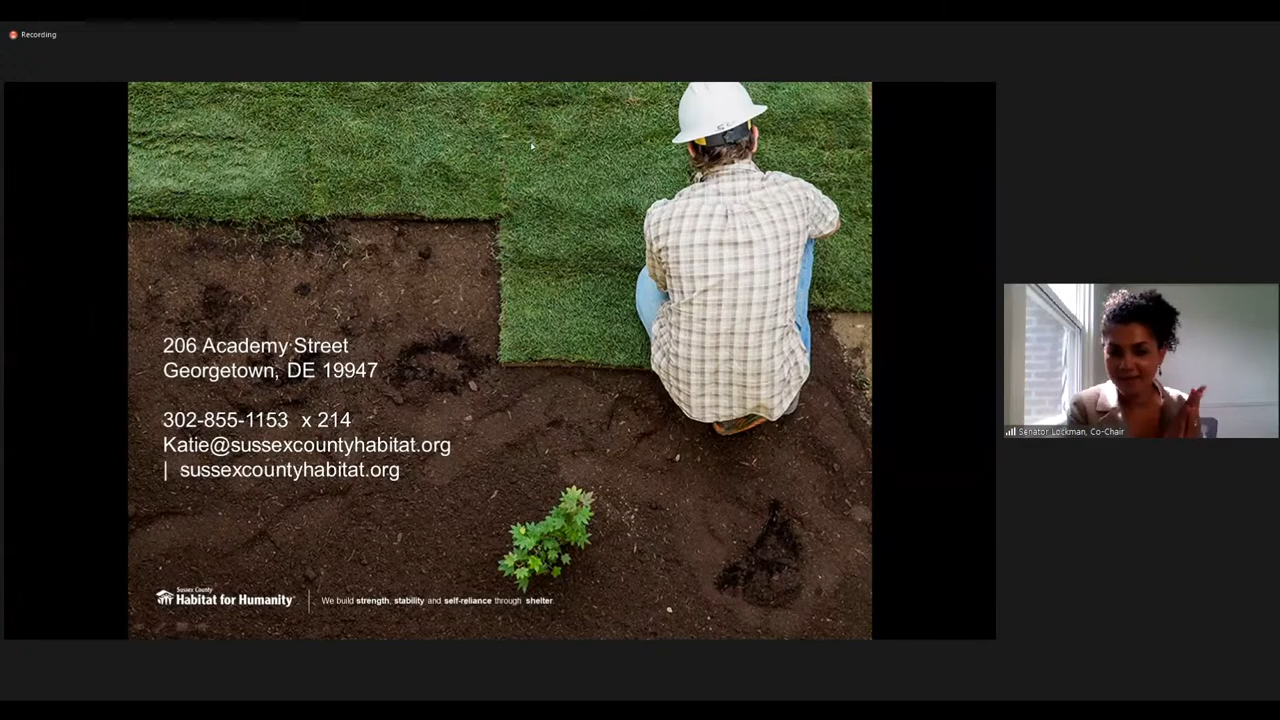 Recording
206 Academy Street
Georgetown, DE 19947
302-855-1153 x 214
Katie@sussexcountyhabitat.org
| sussexcountyhabitat.org
Sussex County
Habitat for Humanity
We build strength, stability and self-reliance through shelter.
Senator Lockman, Co-Chair